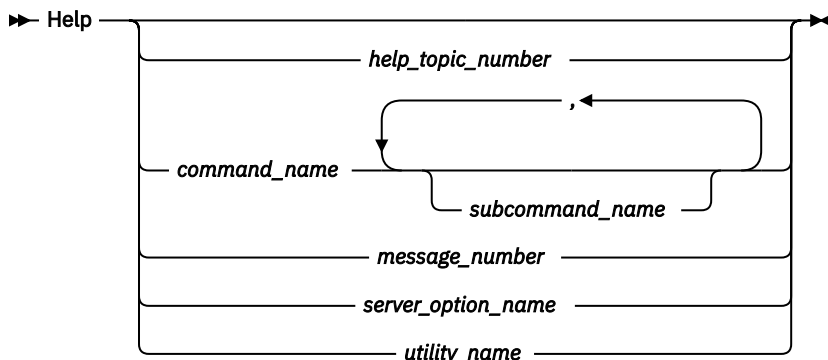 Help
help_topic_number
,
command_name
subcommand_name
message_number
server_option_name
utility_name